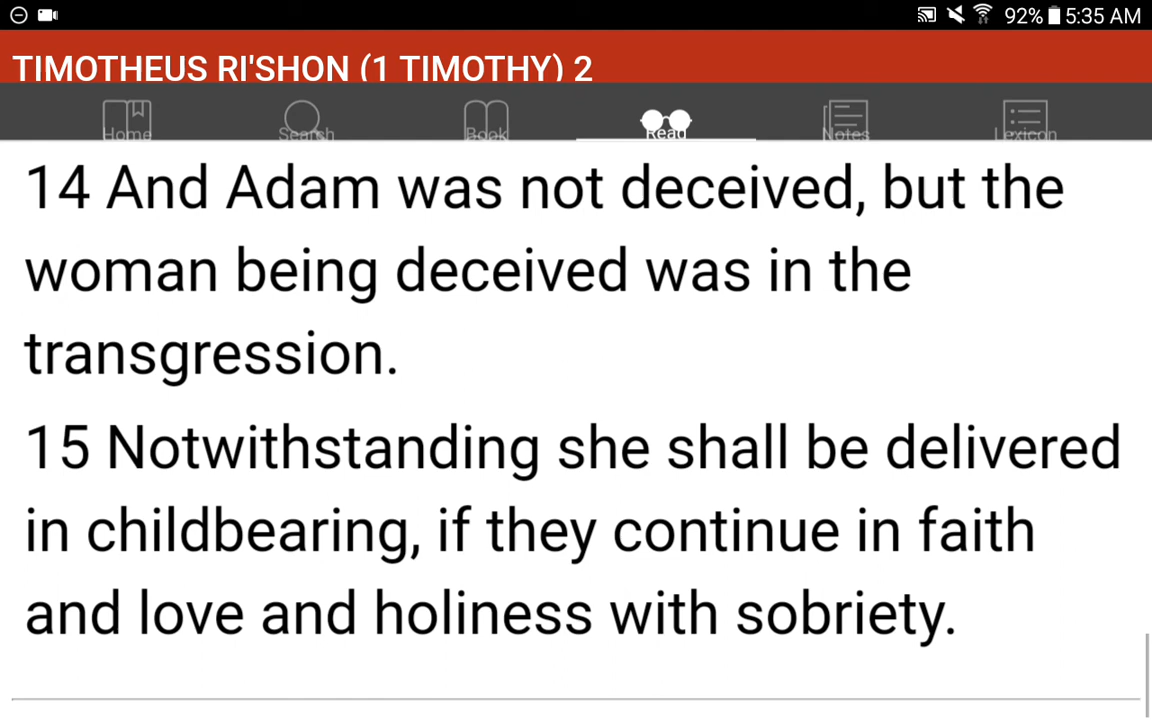 92% 5:35 AM
TIMOTHEUS RI'SHON (1 TIMOTHY) 2
Home Search Book Read Notes Lexicon
14 And Adam was not deceived, but the
woman being deceived was in the
transgression.
15 Notwithstanding she shall be delivered
in childbearing, if they continue in faith
and love and holiness with sobriety.